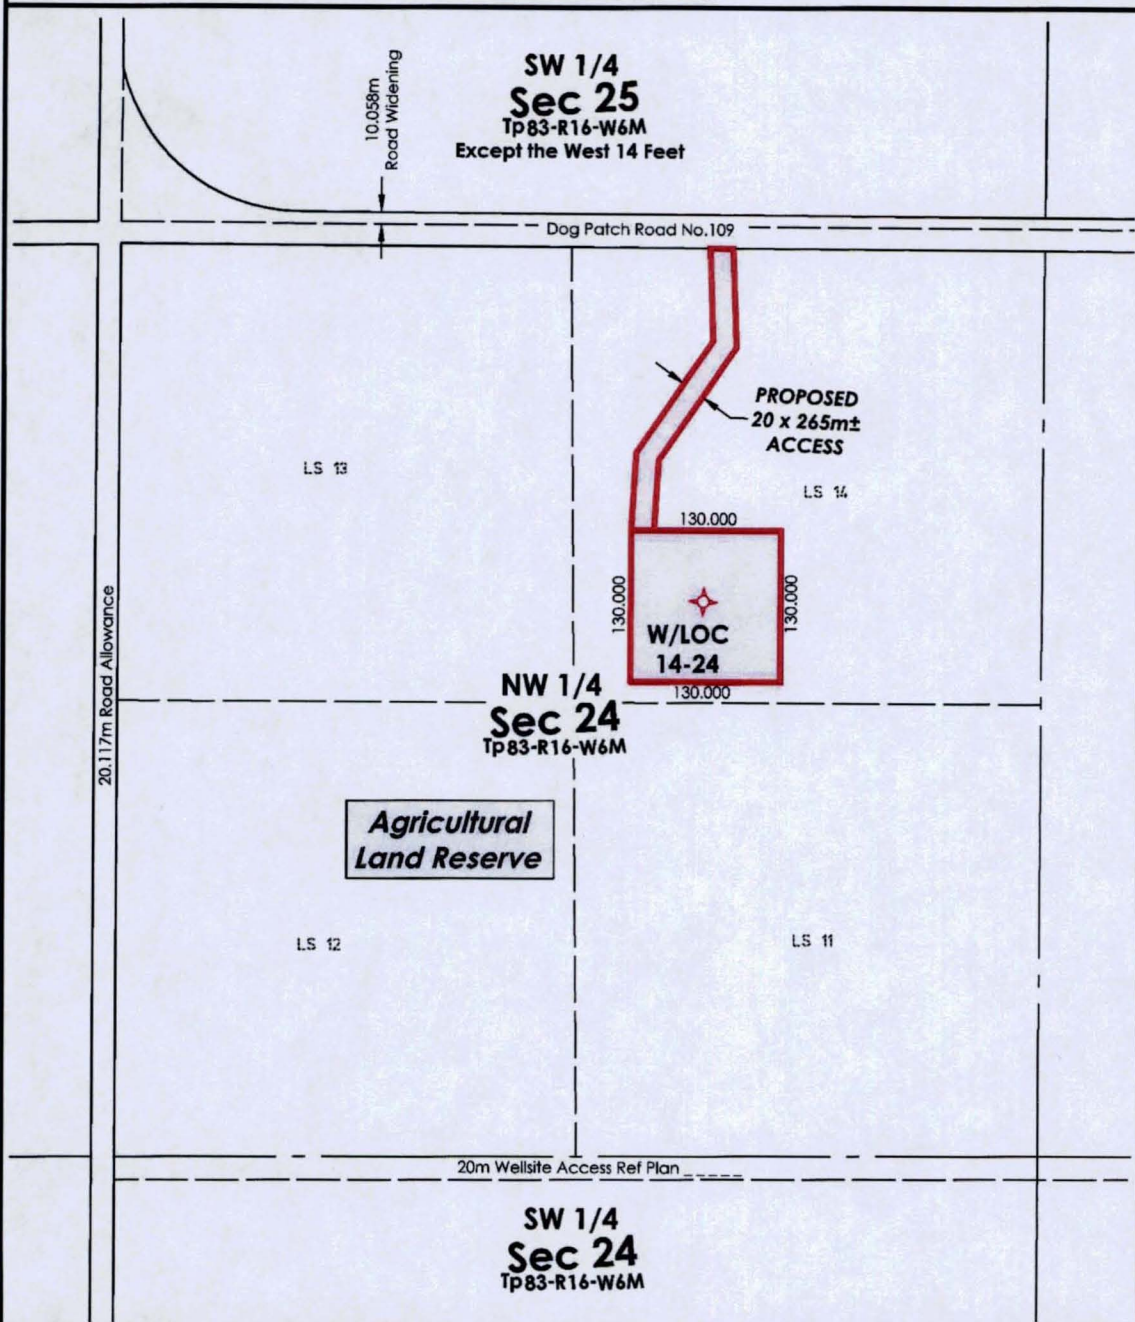 SW 1/4
Sec 25
Tp83-R16-W6M
Except the West 14 Feet
10.058m
Road Widening
Dog Patch Road No.109
PROPOSED
20 x 265m±
ACCESS
LS 13
LS 14
130.000
130.000
130.000
W/LOC
14-24
130.000
20.117m Road Allowance
NW 1/4
Sec 24
Tp83-R16-W6M
Agricultural
Land Reserve
LS 12
LS 11
20m Wellsite Access Ref Plan ______
SW 1/4
Sec 24
Tp83-R16-W6M